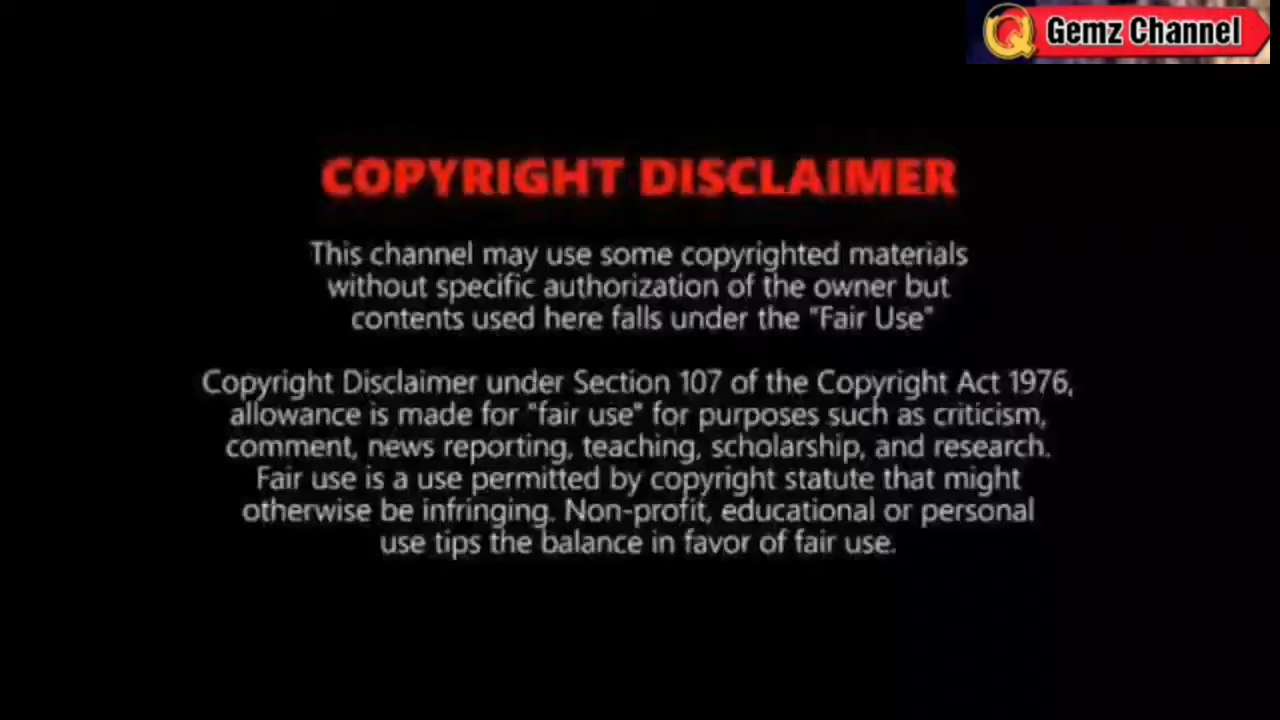 Gemz Channel
COPYRIGHT DISCLAIMER
This channel may use some copyrighted materials
without specific authorization of the owner but
contents used here falls under the "Fair Use"
Copyright Disclaimer under Section 107 of the Copyright Act 1976,
allowance is made for "fair use" for purposes such as criticism,
comment, news reporting, teaching, scholarship, and research.
Fair use is a use permitted by copyright statute that might
otherwise be infringing. Non-profit, educational or personal
use tips the balance in favor of fair use.